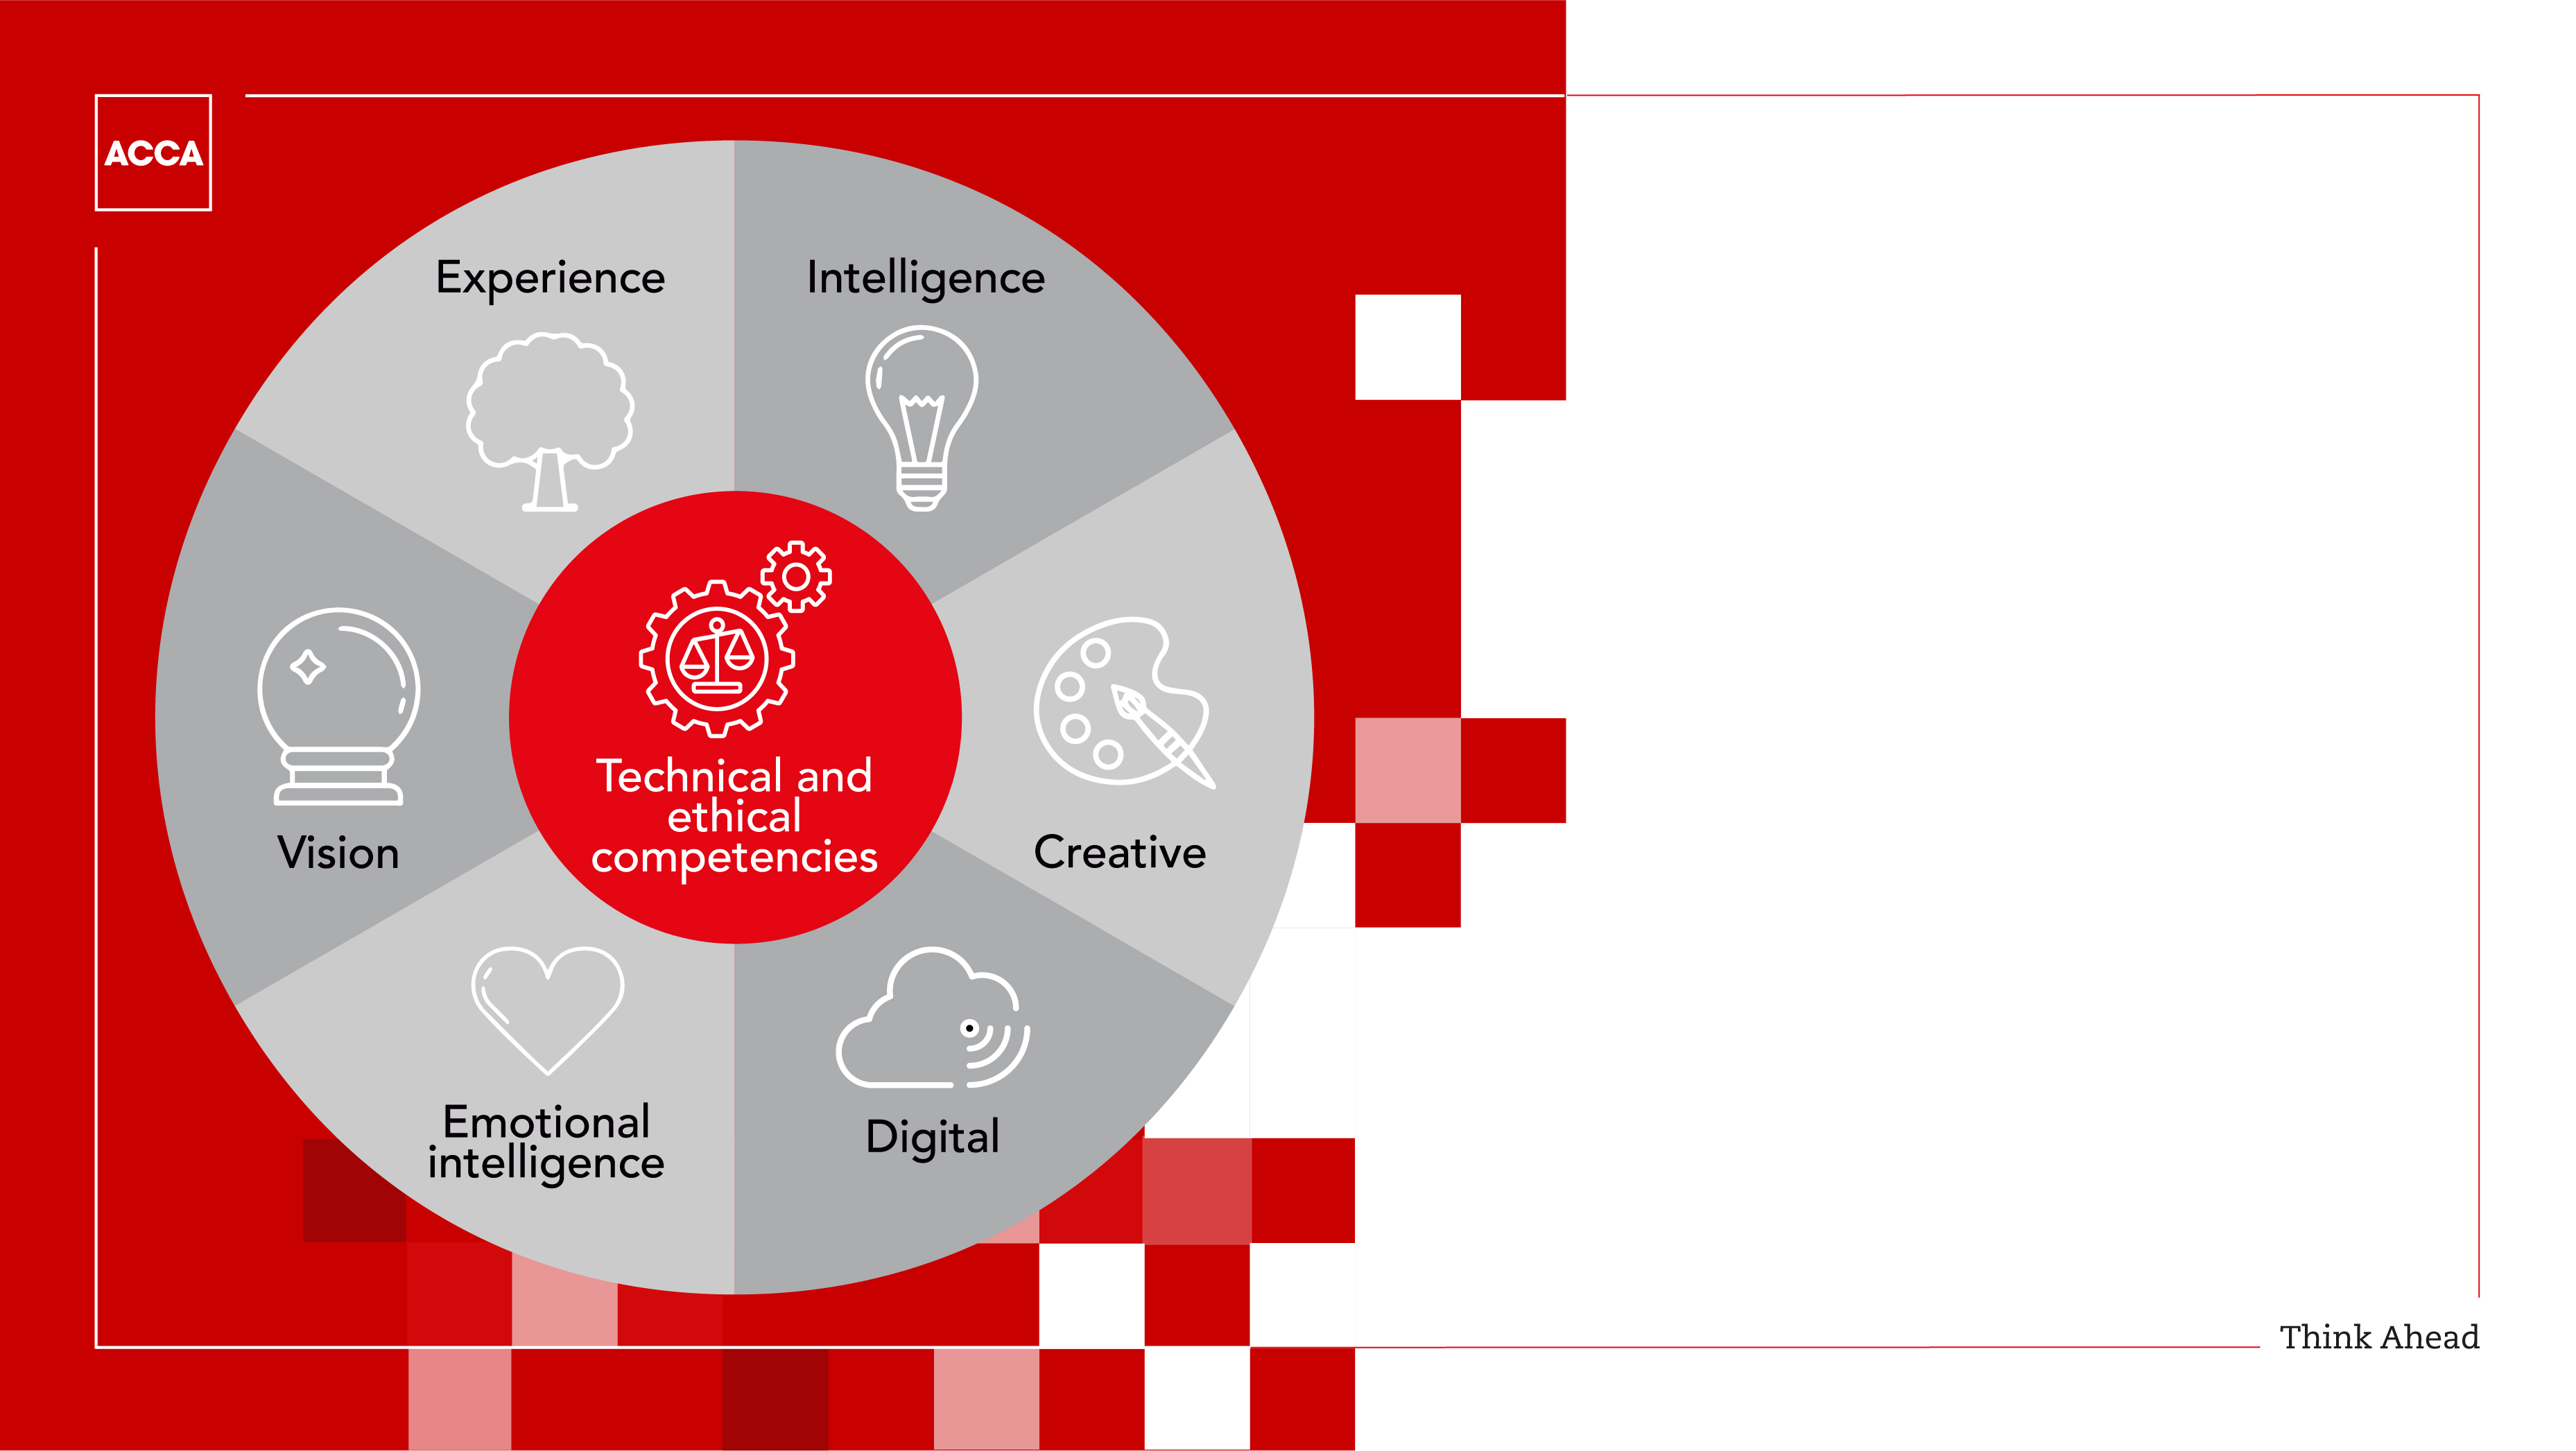 ACCA
Experience
Intelligence
Technical and
ethical
competencies
Vision
Creative
Emotional
intelligence
Digital
Think Ahead